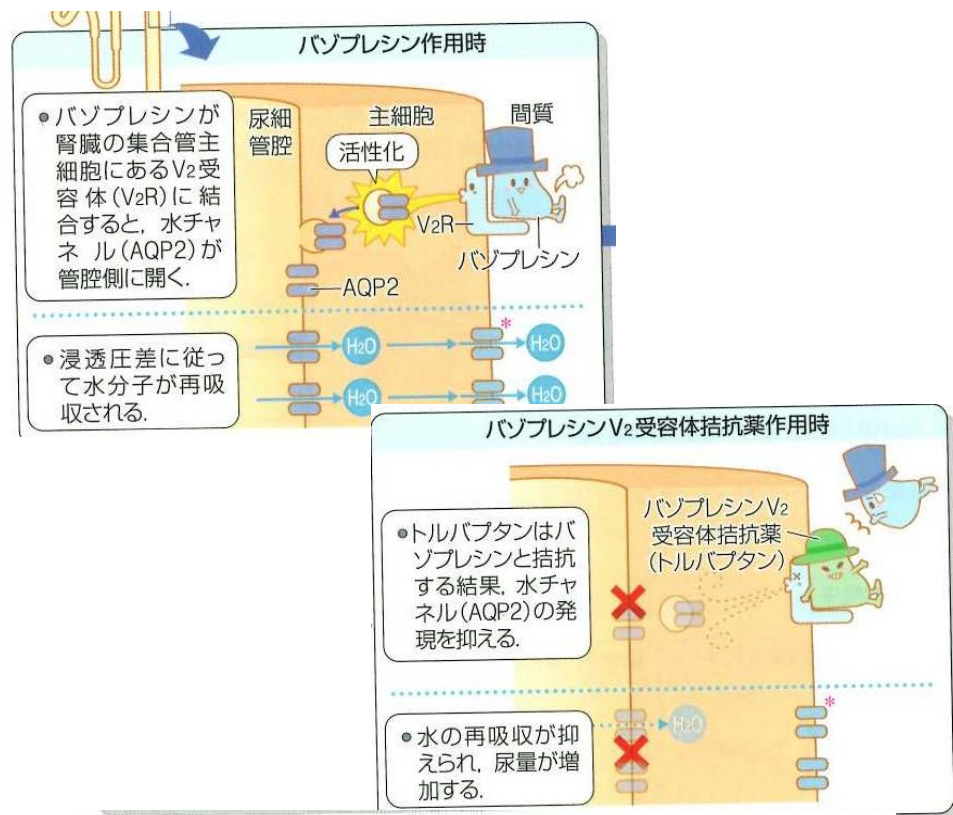 バゾプレシン作用時
●バゾプレシンが
腎臓の集合管主
細胞にあるV2受
容体(V2R)に結
合すると，水チャ
ネル(AQP2)が
管腔側に開く.
尿細
管腔
主細胞
間質
活性化
V2R
バゾプレシン
AQP2
●浸透圧差に従っ
て水分子が再吸
収される.
H2O
*
H2O
H2O
H2O
バゾプレシンV2受容体拮抗薬作用時
●トルバプタンはバ
ゾプレシンと拮抗
する結果，水チャ
ネル(AQP2)の発
現を抑える.
バゾプレシンV2
受容体拮抗薬
(トルバプタン)
●水の再吸収が抑
えられ，尿量が増
加する.
H2O
*